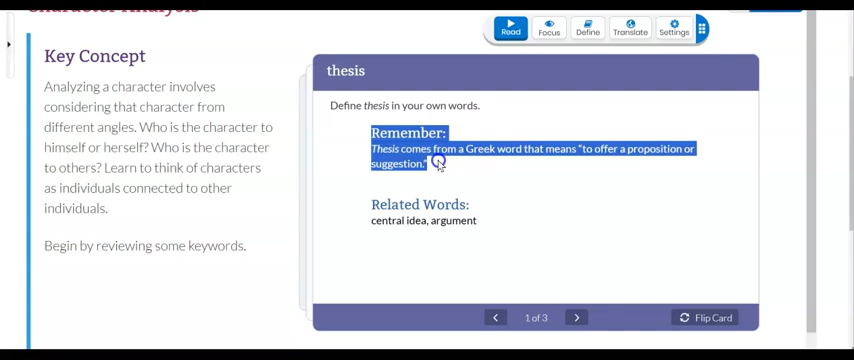 Character Analysis
Read
Focus
Define
Translate
Settings
Key Concept
Analyzing a character involves
considering that character from
different angles. Who is the character to
himself or herself? Who is the character
to others? Learn to think of characters
as individuals connected to other
individuals.
Begin by reviewing some keywords.
thesis
Define thesis in your own words.
Remember:
Thesis comes from a Greek word that means “to offer a proposition or
suggestion.”
Related Words:
central idea, argument
1 of 3
Flip Card